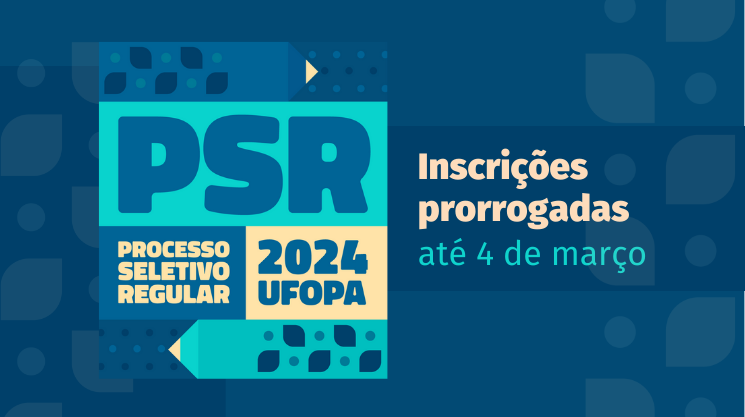 PSR
PROCESSO
SELETIVO
REGULAR
2024
UFOPA
Inscrições
prorrogadas
até 4 de março